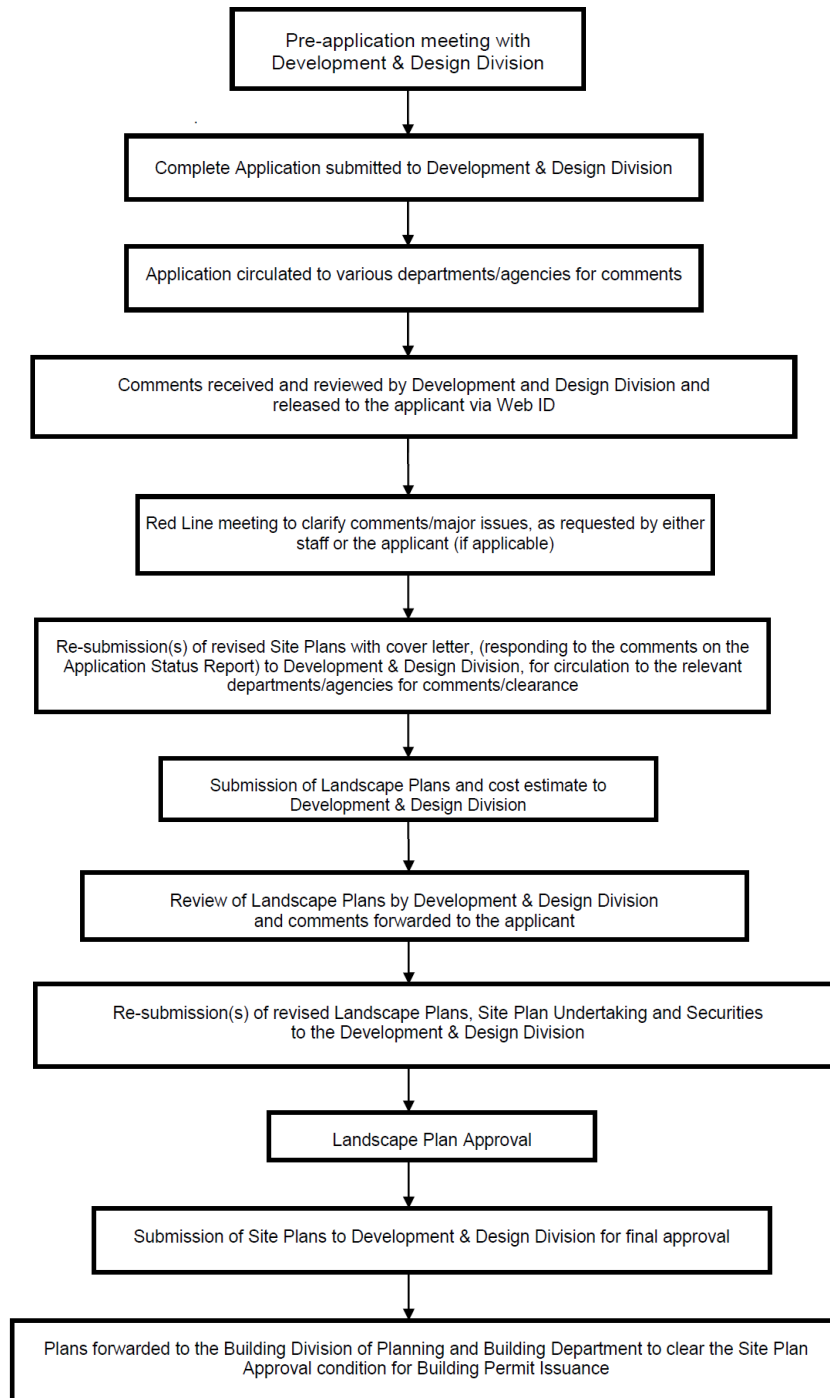 Pre-application meeting with
Development & Design Division
Complete Application submitted to Development & Design Division
Application circulated to various departments/agencies for comments
Comments received and reviewed by Development and Design Division and
released to the applicant via Web ID
Red Line meeting to clarify comments/major issues, as requested by either
staff or the applicant (if applicable)
Re-submission(s) of revised Site Plans with cover letter, (responding to the comments on the
Application Status Report) to Development & Design Division, for circulation to the relevant
departments/agencies for comments/clearance
Submission of Landscape Plans and cost estimate to
Development & Design Division
Review of Landscape Plans by Development & Design Division
and comments forwarded to the applicant
Re-submission(s) of revised Landscape Plans, Site Plan Undertaking and Securities
to the Development & Design Division
Landscape Plan Approval
Submission of Site Plans to Development & Design Division for final approval
Plans forwarded to the Building Division of Planning and Building Department to clear the Site Plan
Approval condition for Building Permit Issuance